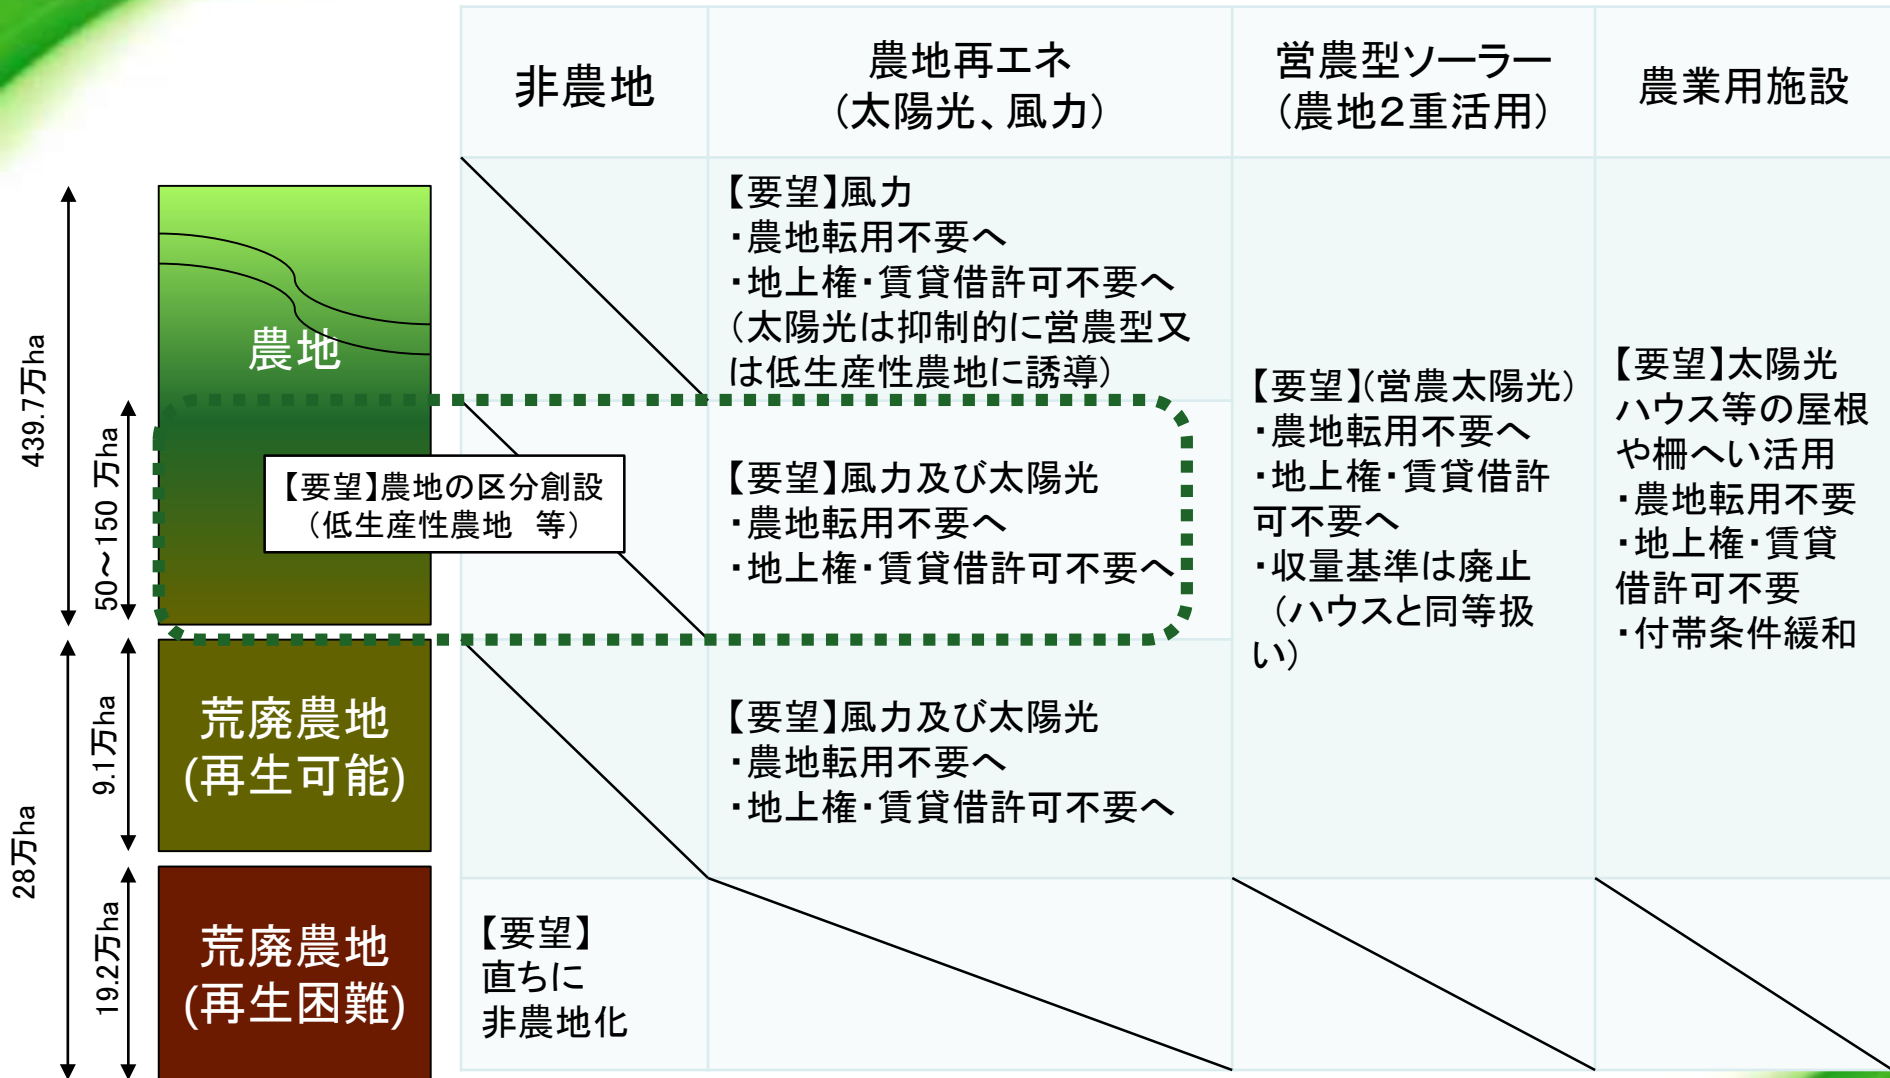 非農地
農地再エネ
(太陽光、風力)
営農型ソーラー
(農地2重活用)
農業用施設
439.7万ha
50~150 万ha
28万ha
9.1万ha
19.2万ha
農地
【要望】農地の区分創設
(低生産性農地 等)
荒廃農地
(再生可能)
荒廃農地
(再生困難)
【要望】風力
・農地転用不要へ
・地上権・賃貸借許可不要へ
(太陽光は抑制的に営農型又
は低生産性農地に誘導)
【要望】風力及び太陽光
・農地転用不要へ
・地上権・賃貸借許可不要へ
【要望】風力及び太陽光
・農地転用不要へ
・地上権・賃貸借許可不要へ
【要望】(営農太陽光)
・農地転用不要へ
・地上権・賃貸借許
可不要へ
・収量基準は廃止
(ハウスと同等扱
い)
【要望】太陽光
ハウス等の屋根
や柵へい活用
・農地転用不要
・地上権・賃貸
借許可不要
・付帯条件緩和
【要望】
直ちに
非農地化